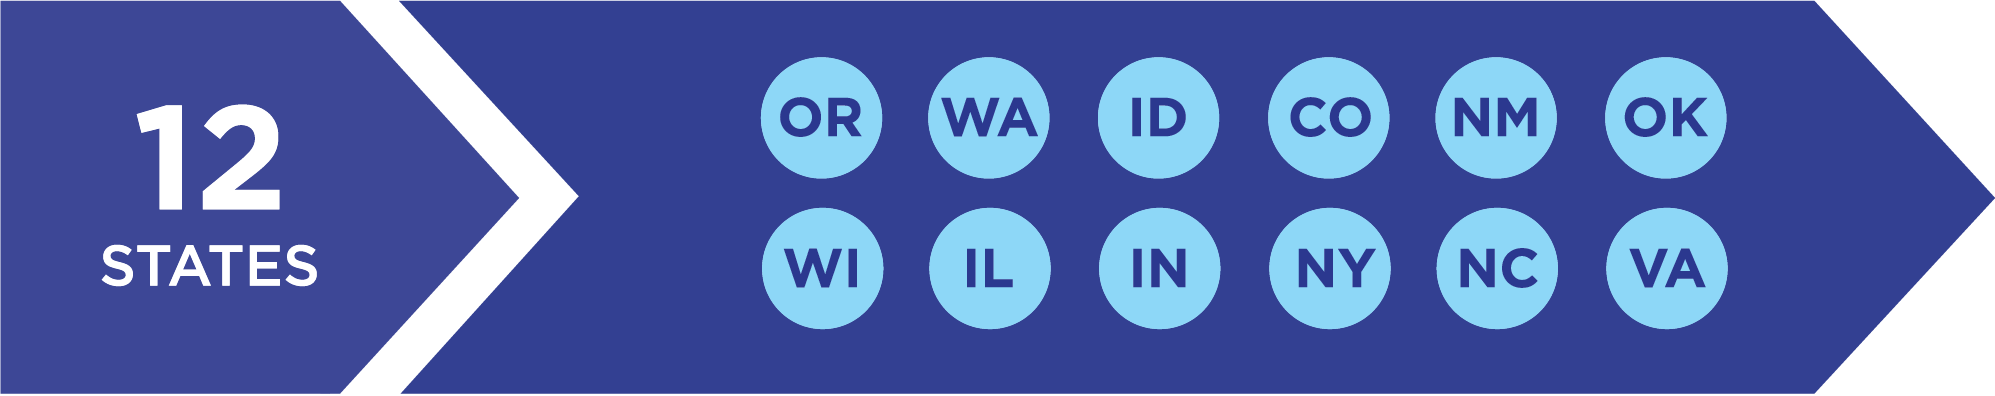 12
STATES
OR WA ID CO NM OK
WI IL IN NY NC VA